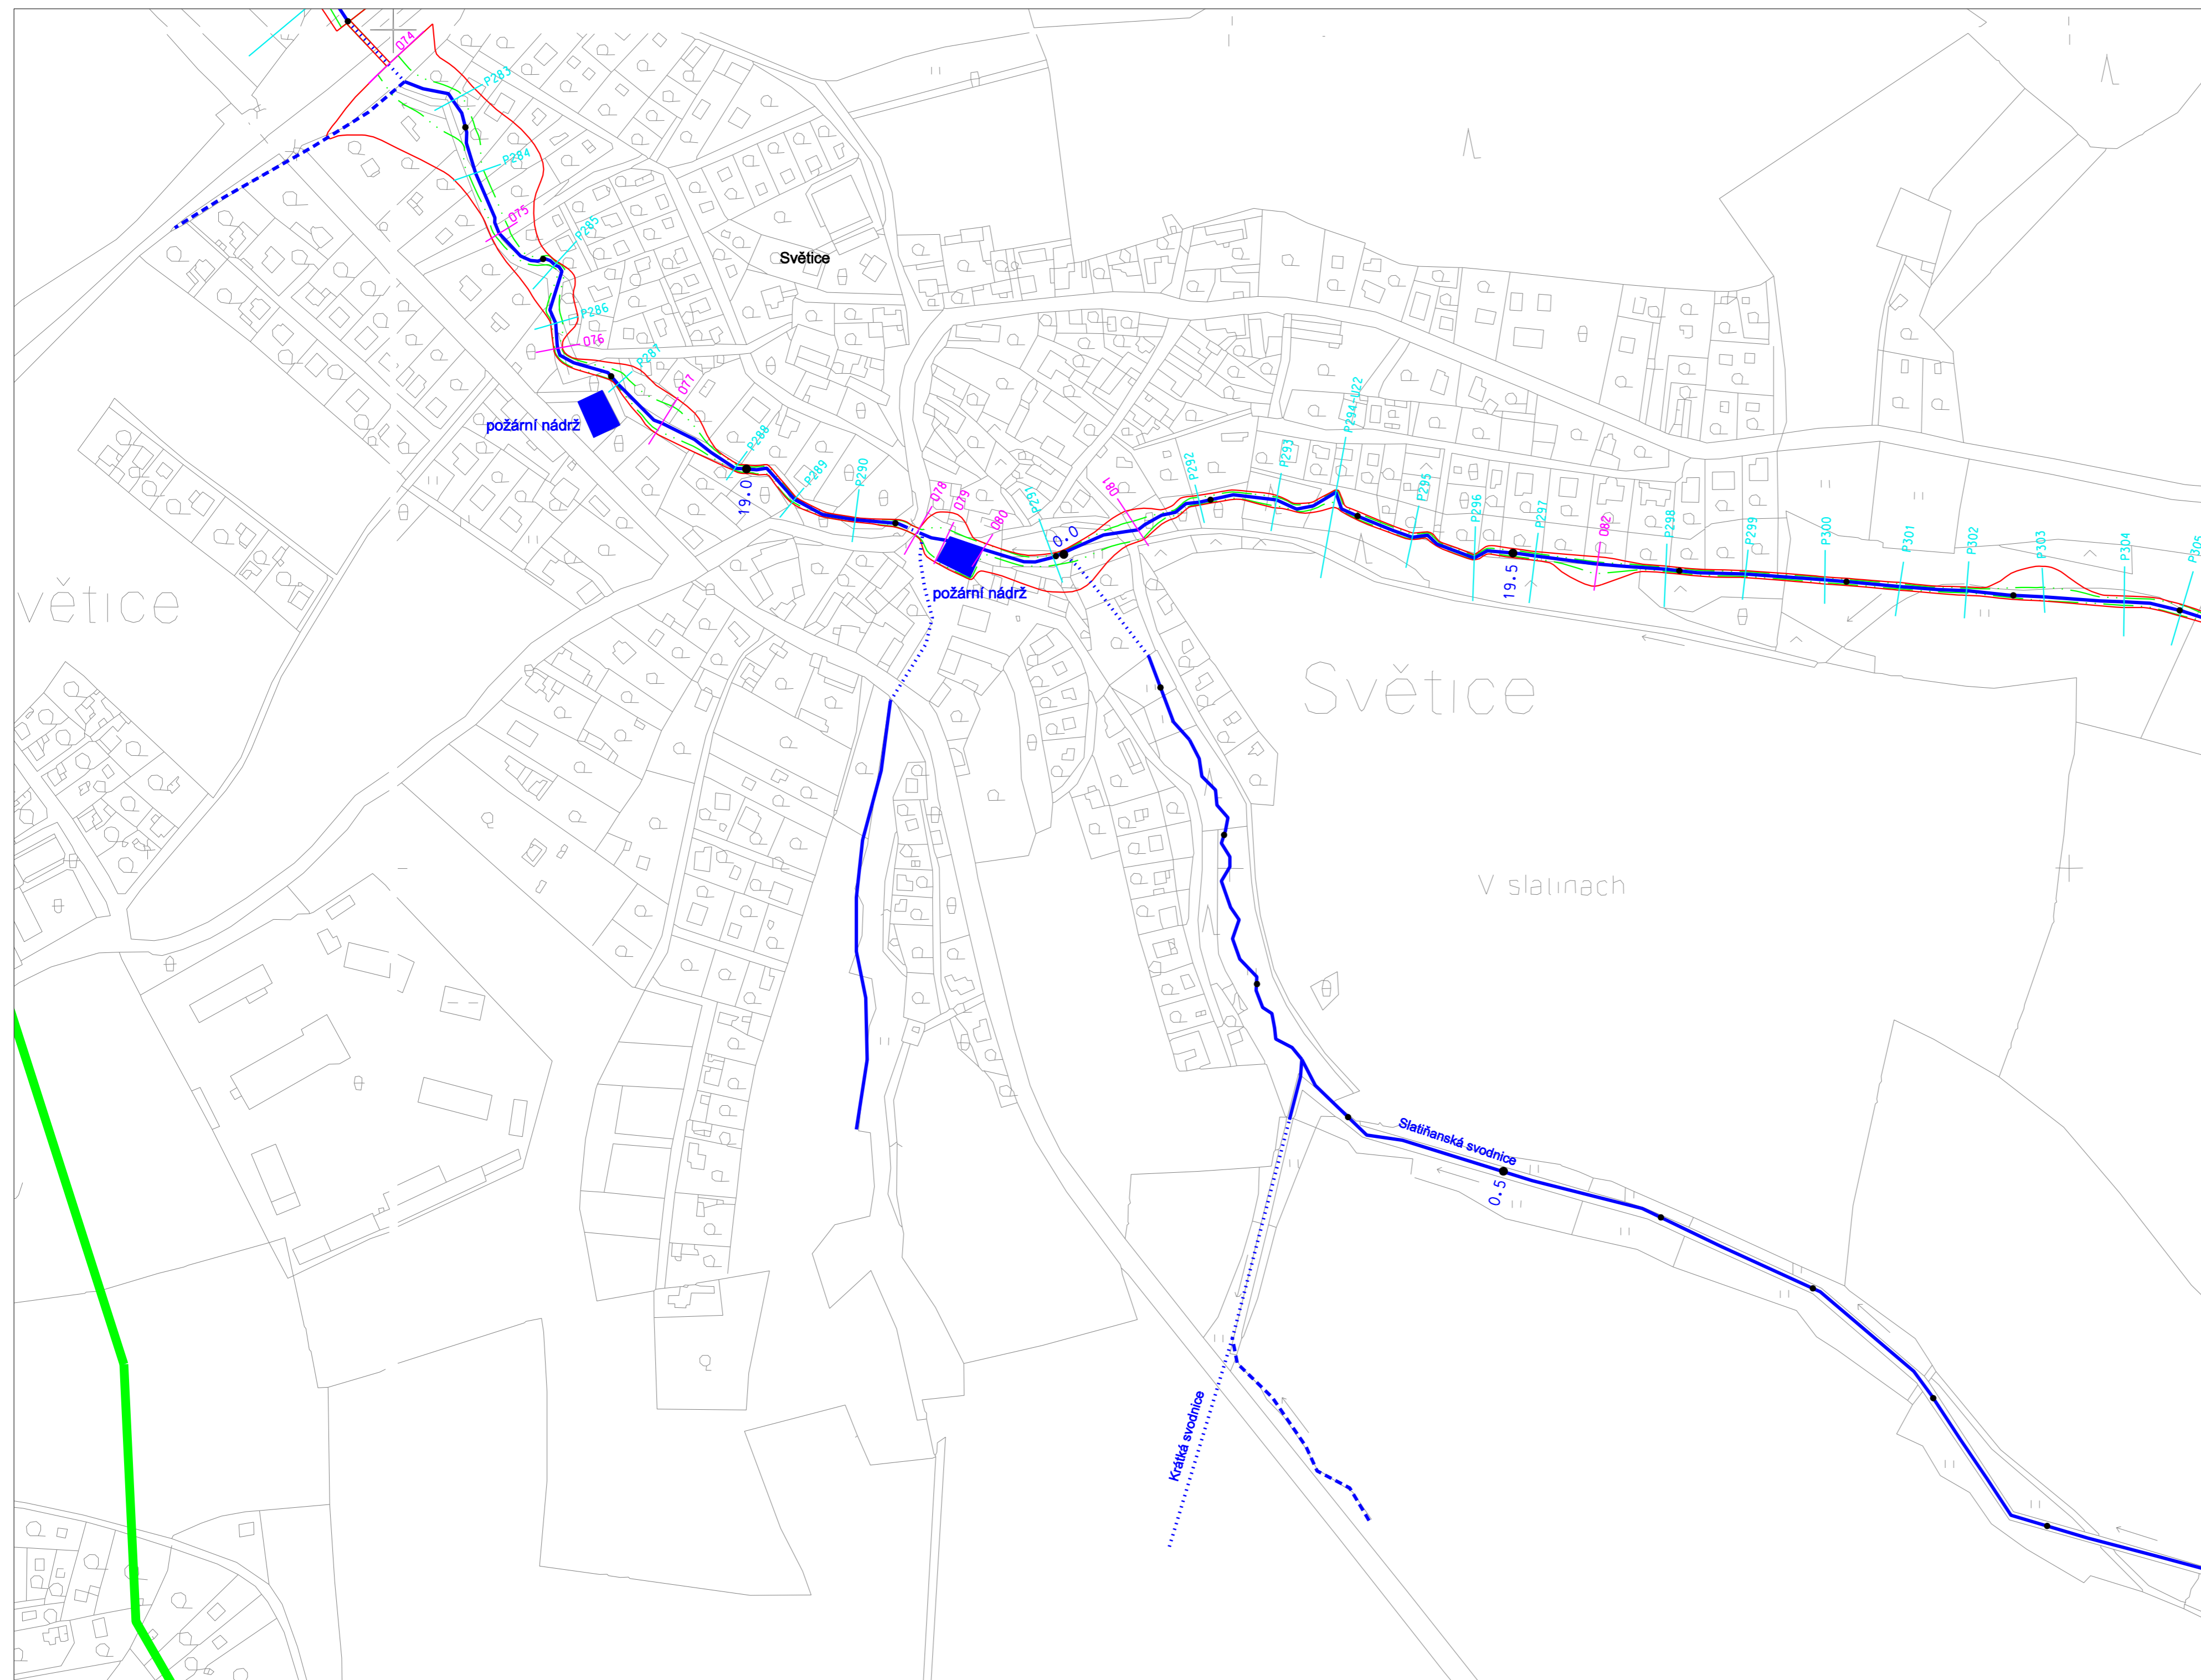 074
P283
P284
075
P285
Světice
P286
076
P287
077
požární nádrž
P288
19.0
P289
P290
078
079
080
požární nádrž
P291
0.0
081
P292
P293
P294-U22
P295
P296
19.5
P297
082
P298
P299
P300
P301
P302
P303
P304
P305
větice
Světice
V slatinach
Slatiňanská svodnice
0.5
Krátká svodnice